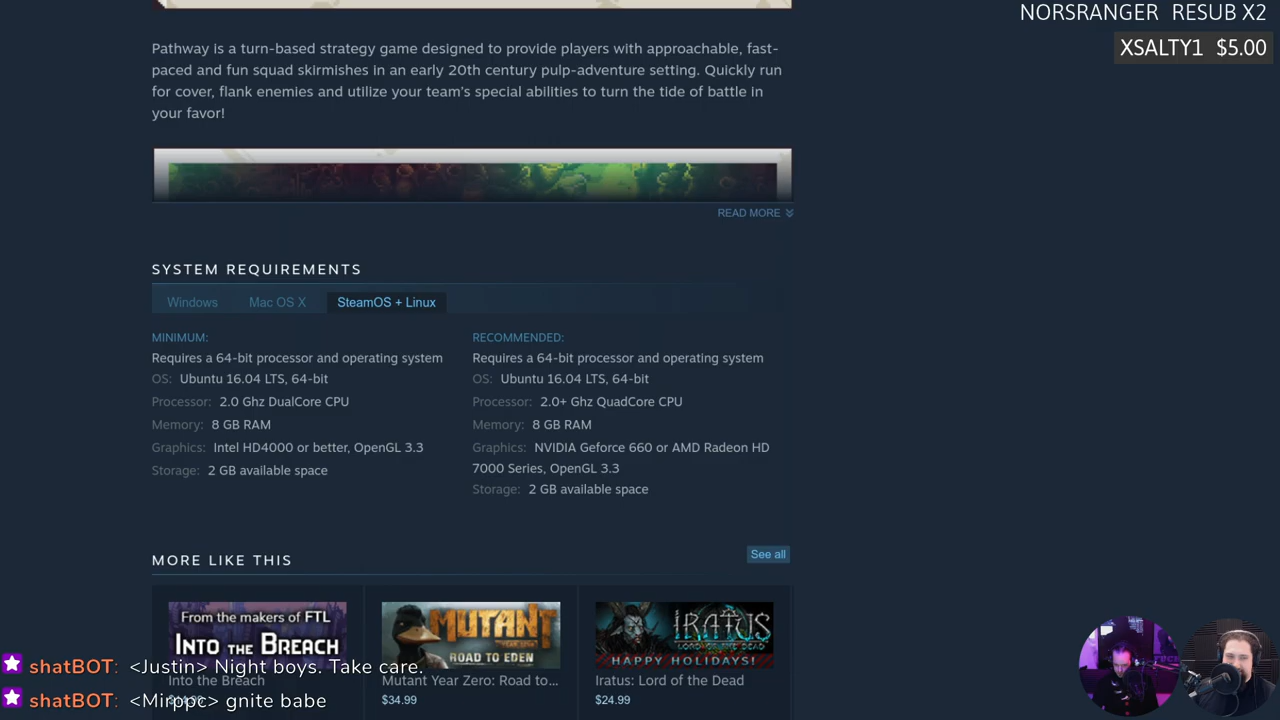 NORSRANGER RESUB X2
XSALTY1 $5.00
Pathway is a turn-based strategy game designed to provide players with approachable, fast-
paced and fun squad skirmishes in an early 20th century pulp-adventure setting. Quickly run
for cover, flank enemies and utilize your team's special abilities to turn the tide of battle in
your favor!
READ MORE
SYSTEM REQUIREMENTS
Windows Mac OS X SteamOS + Linux
MINIMUM:
Requires a 64-bit processor and operating system
OS: Ubuntu 16.04 LTS, 64-bit
Processor: 2.0 Ghz DualCore CPU
Memory: 8 GB RAM
Graphics: Intel HD4000 or better, OpenGL 3.3
Storage: 2 GB available space
RECOMMENDED:
Requires a 64-bit processor and operating system
OS: Ubuntu 16.04 LTS, 64-bit
Processor: 2.0+ Ghz QuadCore CPU
Memory: 8 GB RAM
Graphics: NVIDIA Geforce 660 or AMD Radeon HD
7000 Series, OpenGL 3.3
Storage: 2 GB available space
MORE LIKE THIS
See all
From the makers of FTL
INTO THE BREACH
Into the Breach
MUTANT
YEAR ZERO
ROAD TO EDEN
Mutant Year Zero: Road to...
$34.99
IRATUS
LORD OF THE DEAD
HAPPY HOLIDAYS!
Iratus: Lord of the Dead
$24.99
shatBOT: <Justin> Night boys. Take care.
shatBOT: <Mirppc> gnite babe